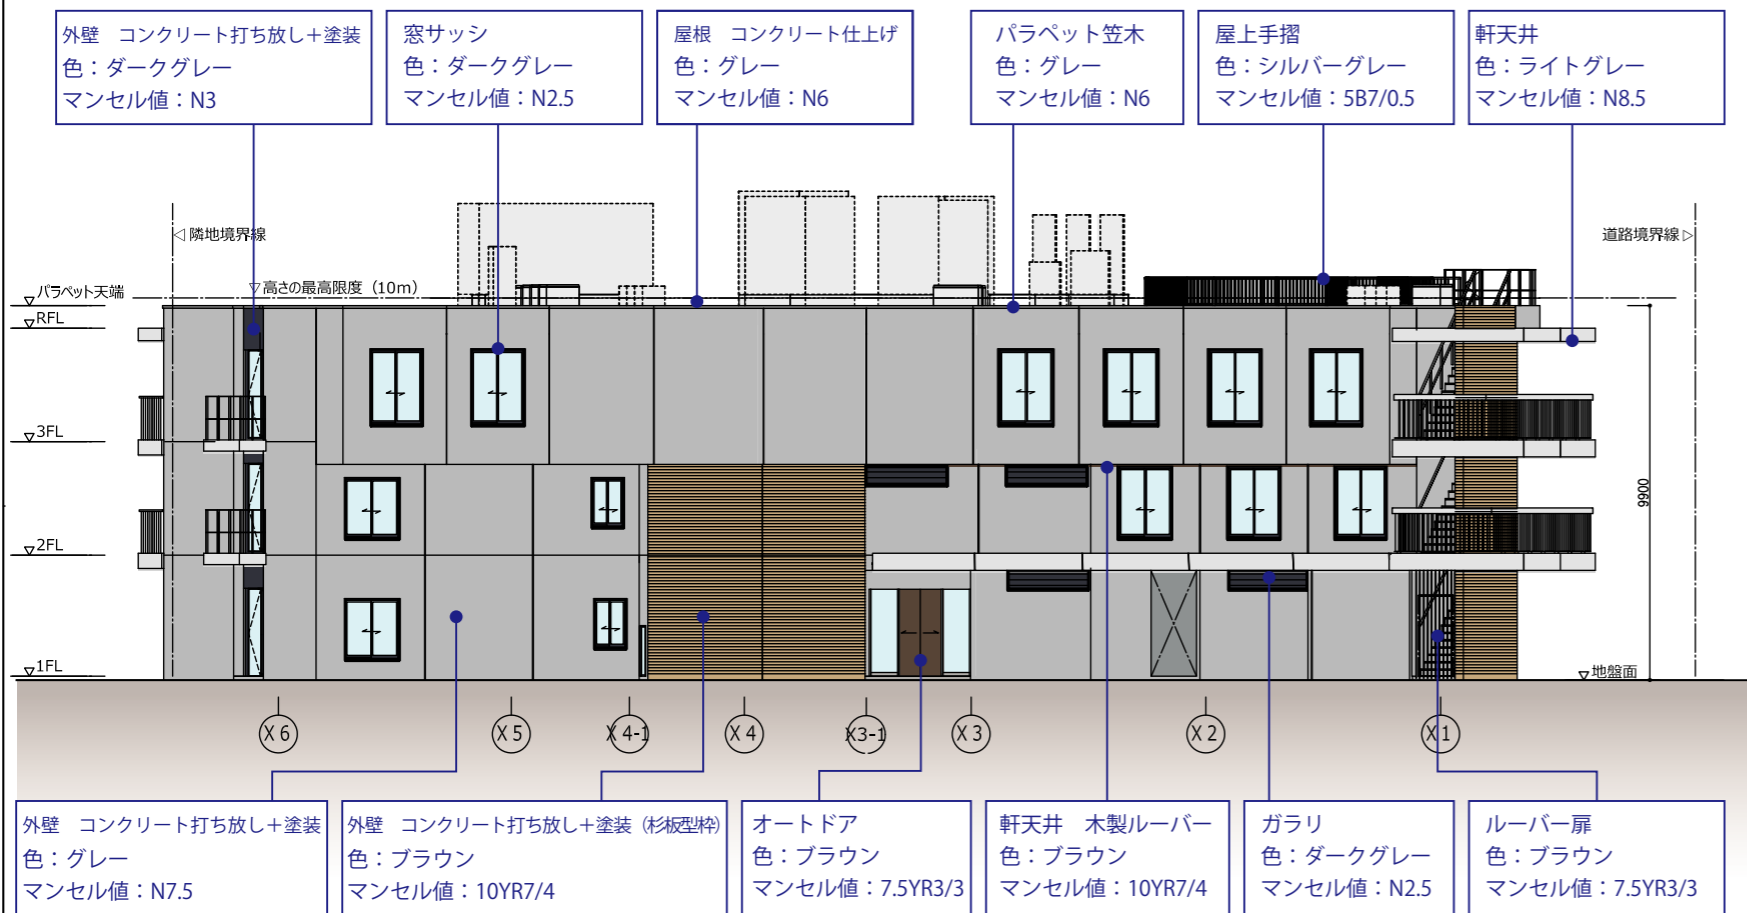 外壁　コンクリート打ち放し＋塗装
色：ダークグレー
マンセル値：N3
窓サッシ
色：ダークグレー
マンセル値：N2.5
屋根　コンクリート仕上げ
色：グレー
マンセル値：N6
パラペット笠木
色：グレー
マンセル値：N6
屋上手摺
色：シルバーグレー
マンセル値：5B7/0.5
軒天井
色：ライトグレー
マンセル値：N8.5
隣地境界線
道路境界線
高さの最高限度（10m）
パラペット天端
RFL
3FL
2FL
1FL
9900
地盤面
X 6
X 5
X 4-1
X 4
X3-1
X 3
X 2
X 1
外壁　コンクリート打ち放し＋塗装
色：グレー
マンセル値：N7.5
外壁　コンクリート打ち放し＋塗装（杉板型枠）
色：ブラウン
マンセル値：10YR7/4
オートドア
色：ブラウン
マンセル値：7.5YR3/3
軒天井　木製ルーバー
色：ブラウン
マンセル値：10YR7/4
ガラリ
色：ダークグレー
マンセル値：N2.5
ルーバー扉
色：ブラウン
マンセル値：7.5YR3/3